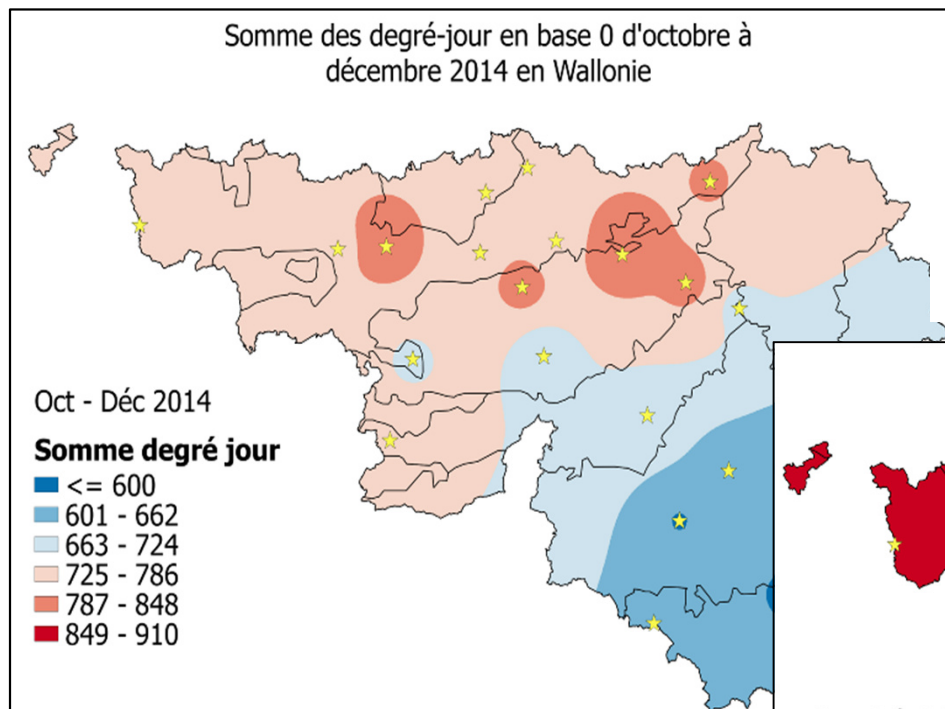 Somme des degré-jour en base 0 d'octobre à
décembre 2014 en Wallonie
Oct - Déc 2014
Somme degré jour
<= 600
601 - 662
663 - 724
725 - 786
787 - 848
849 - 910